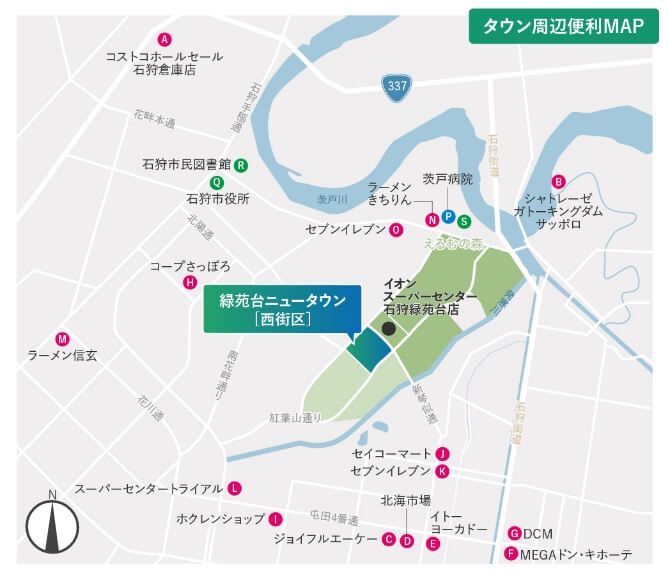 タウン周辺便利MAP
A
コストコホールセール
石狩倉庫店
337
花畔本通
石狩手稲通
石狩街道
石狩市民図書館 R
Q
石狩市役所
茨戸川
ラーメン
きちりん
茨戸病院
N P S
B
シャトレーゼ
ガトーキングダム
サッポロ
北陽通
セブンイレブン O
えるむの森
コープさっぽろ
H
イオン
スーパーセンター
石狩緑苑台店
緑苑台ニュータウン
[西街区]
発寒川
M
ラーメン信玄
南花畔通り
花川通
紅葉山通り
新琴似通
石狩街道
セイコーマート J
セブンイレブン K
スーパーセンタートライアル L
北海市場
ホクレンショップ I
屯田4番通
イトー
ヨーカドー
ジョイフルエーケー C D E
G DCM
F MEGAドン・キホーテ
N